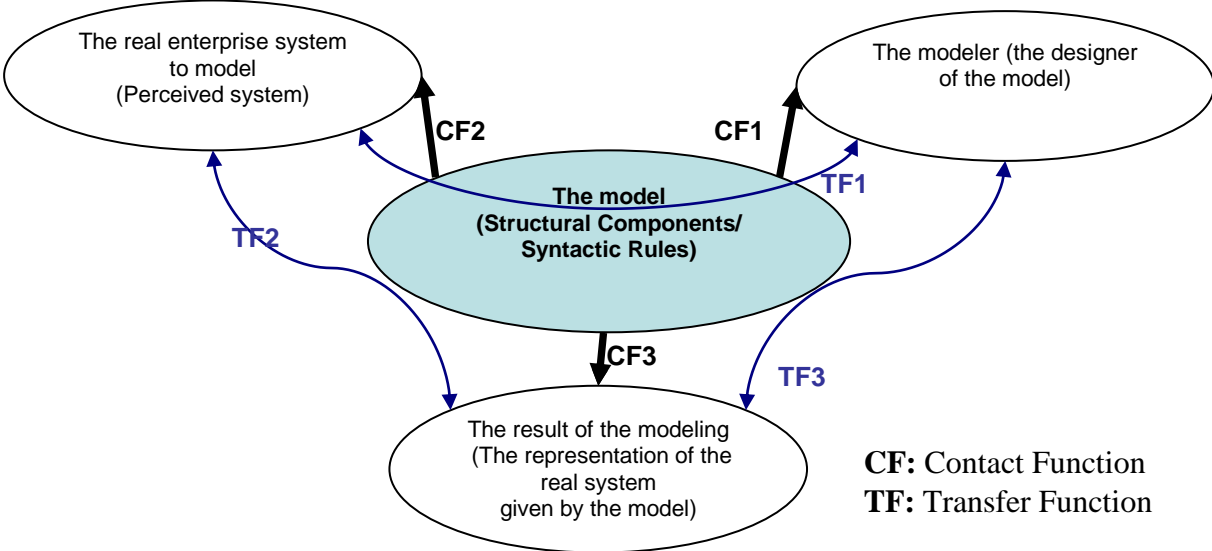 The real enterprise system
to model
(Perceived system)
The modeler (the designer
of the model)
CF2
CF1
The model
(Structural Components/
Syntactic Rules)
TF1
TF2
CF3
TF3
The result of the modeling
(The representation of the
real system
given by the model)
CF: Contact Function
TF: Transfer Function